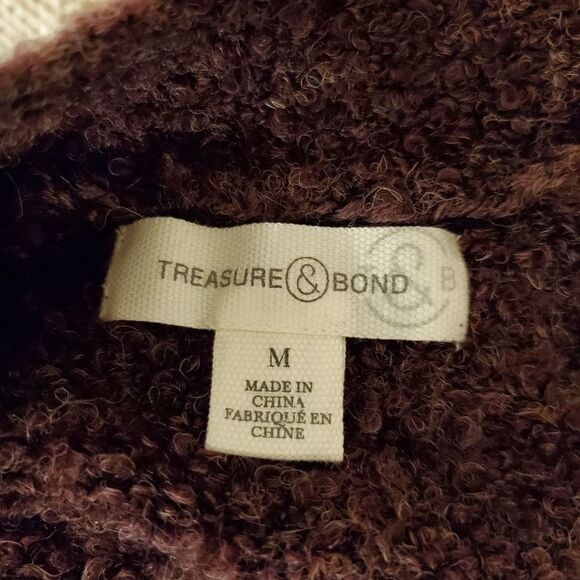 TREASURE & BOND
& B
M
MADE IN
CHINA
FABRIQUÉ EN
CHINE